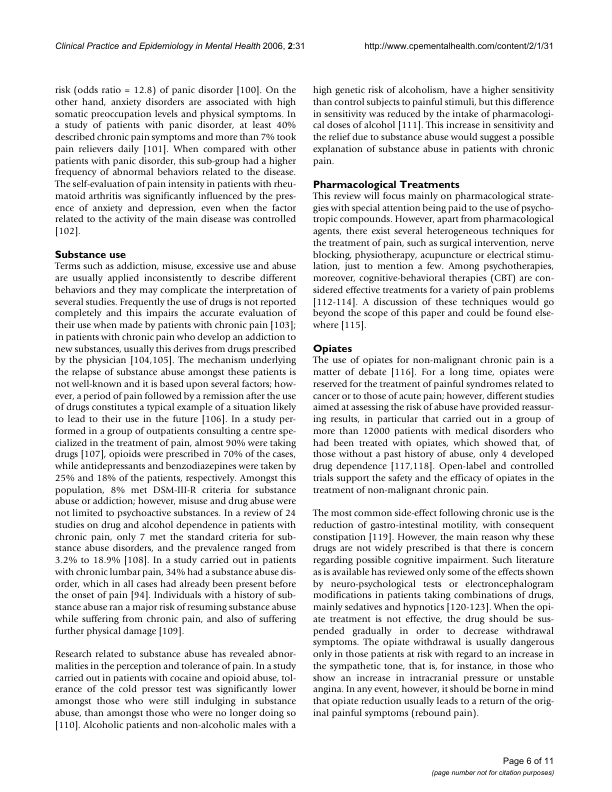 Clinical Practice and Epidemiology in Mental Health 2006, 2:31
http://www.cpementalhealth.com/content/2/1/31
risk (odds ratio = 12.8) of panic disorder [100]. On the
other hand, anxiety disorders are associated with high
somatic preoccupation levels and physical symptoms. In
a study of patients with panic disorder, at least 40%
described chronic pain symptoms and more than 7% took
pain relievers daily [101]. When compared with other
patients with panic disorder, this sub-group had a higher
frequency of abnormal behaviors related to the disease.
The self-evaluation of pain intensity in patients with rheu-
matoid arthritis was significantly influenced by the pres-
ence of anxiety and depression, even when the factor
related to the activity of the main disease was controlled
[102].
Substance use
Terms such as addiction, misuse, excessive use and abuse
are usually applied inconsistently to describe different
behaviors and they may complicate the interpretation of
several studies. Frequently the use of drugs is not reported
completely and this impairs the accurate evaluation of
their use when made by patients with chronic pain [103];
in patients with chronic pain who develop an addiction to
new substances, usually this derives from drugs prescribed
by the physician [104,105]. The mechanism underlying
the relapse of substance abuse amongst these patients is
not well-known and it is based upon several factors; how-
ever, a period of pain followed by a remission after the use
of drugs constitutes a typical example of a situation likely
to lead to their use in the future [106]. In a study per-
formed in a group of outpatients consulting a centre spe-
cialized in the treatment of pain, almost 90% were taking
drugs [107], opioids were prescribed in 70% of the cases,
while antidepressants and benzodiazepines were taken by
25% and 18% of the patients, respectively. Amongst this
population, 8% met DSM-III-R criteria for substance
abuse or addiction; however, misuse and drug abuse were
not limited to psychoactive substances. In a review of 24
studies on drug and alcohol dependence in patients with
chronic pain, only 7 met the standard criteria for sub-
stance abuse disorders, and the prevalence ranged from
3.2% to 18.9% [108]. In a study carried out in patients
with chronic lumbar pain, 34% had a substance abuse dis-
order, which in all cases had already been present before
the onset of pain [94]. Individuals with a history of sub-
stance abuse ran a major risk of resuming substance abuse
while suffering from chronic pain, and also of suffering
further physical damage [109].
Research related to substance abuse has revealed abnor-
malities in the perception and tolerance of pain. In a study
carried out in patients with cocaine and opioid abuse, tol-
erance of the cold pressor test was significantly lower
amongst those who were still indulging in substance
abuse, than amongst those who were no longer doing so
[110]. Alcoholic patients and non-alcoholic males with a
high genetic risk of alcoholism, have a higher sensitivity
than control subjects to painful stimuli, but this difference
in sensitivity was reduced by the intake of pharmacologi-
cal doses of alcohol [111]. This increase in sensitivity and
the relief due to substance abuse would suggest a possible
explanation of substance abuse in patients with chronic
pain.
Pharmacological Treatments
This review will focus mainly on pharmacological strate-
gies with special attention being paid to the use of psycho-
tropic compounds. However, apart from pharmacological
agents, there exist several heterogeneous techniques for
the treatment of pain, such as surgical intervention, nerve
blocking, physiotherapy, acupuncture or electrical stimu-
lation, just to mention a few. Among psychotherapies,
moreover, cognitive-behavioral therapies (CBT) are con-
sidered effective treatments for a variety of pain problems
[112-114]. A discussion of these techniques would go
beyond the scope of this paper and could be found else-
where [115].
Opiates
The use of opiates for non-malignant chronic pain is a
matter of debate [116]. For a long time, opiates were
reserved for the treatment of painful syndromes related to
cancer or to those of acute pain; however, different studies
aimed at assessing the risk of abuse have provided reassur-
ing results, in particular that carried out in a group of
more than 12000 patients with medical disorders who
had been treated with opiates, which showed that, of
those without a past history of abuse, only 4 developed
drug dependence [117,118]. Open-label and controlled
trials support the safety and the efficacy of opiates in the
treatment of non-malignant chronic pain.
The most common side-effect following chronic use is the
reduction of gastro-intestinal motility, with consequent
constipation [119]. However, the main reason why these
drugs are not widely prescribed is that there is concern
regarding possible cognitive impairment. Such literature
as is available has reviewed only some of the effects shown
by neuro-psychological tests or electroencephalogram
modifications in patients taking combinations of drugs,
mainly sedatives and hypnotics [120-123]. When the opi-
ate treatment is not effective, the drug should be sus-
pended gradually in order to decrease withdrawal
symptoms. The opiate withdrawal is usually dangerous
only in those patients at risk with regard to an increase in
the sympathetic tone, that is, for instance, in those who
show an increase in intracranial pressure or unstable
angina. In any event, however, it should be borne in mind
that opiate reduction usually leads to a return of the orig-
inal painful symptoms (rebound pain).
Page 6 of 11
(page number not for citation purposes)